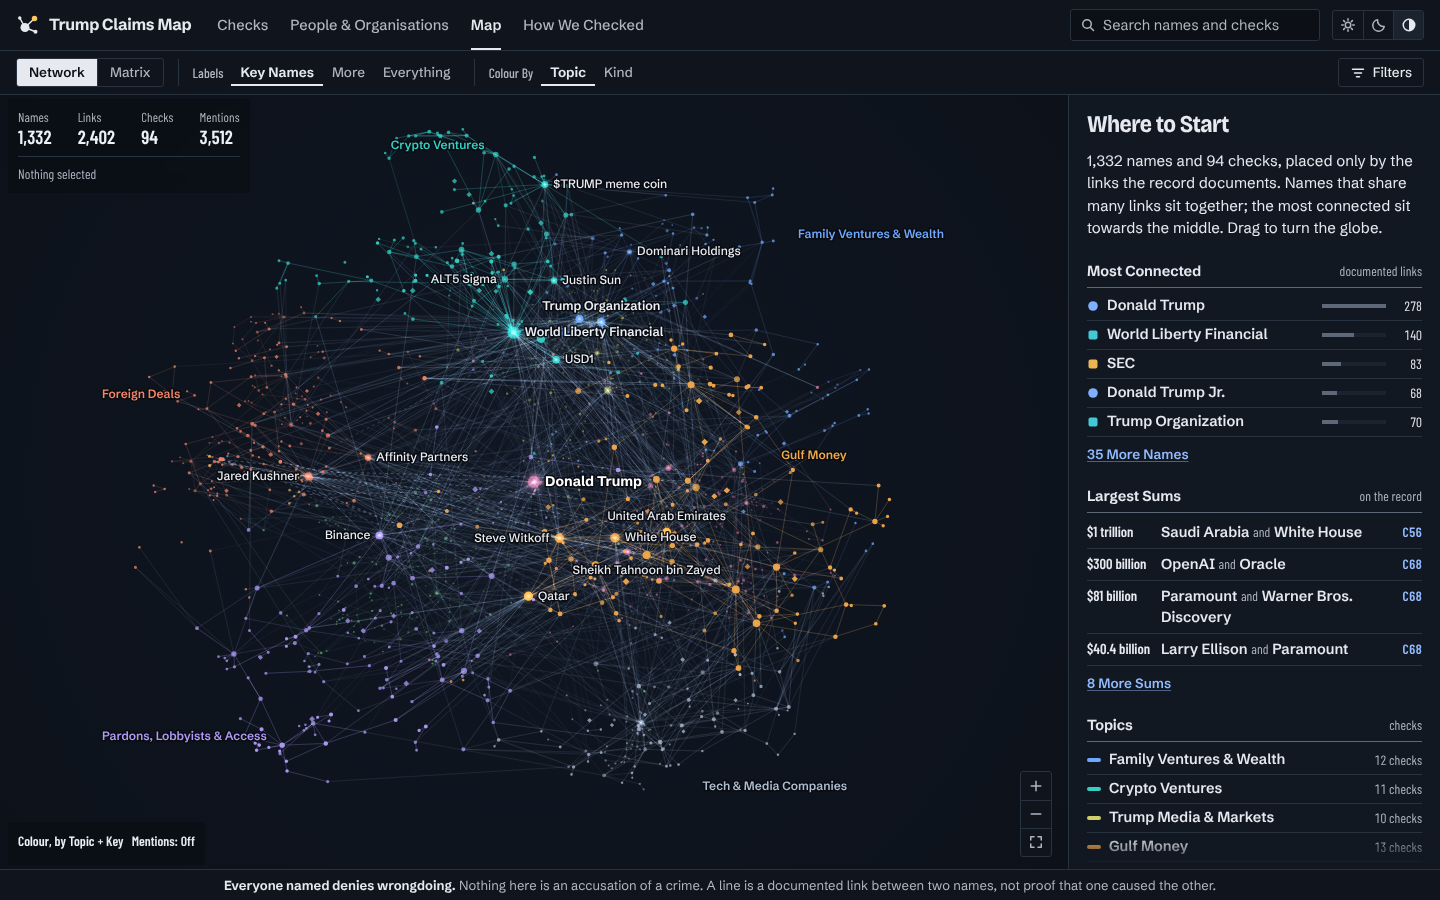 Trump Claims Map
Checks
People & Organisations
Map
How We Checked
Search names and checks
Network
Matrix
Labels
Key Names
More
Everything
Colour By
Topic
Kind
Filters
Names
Links
Checks
Mentions
1,332
2,402
94
3,512
Nothing selected
Crypto Ventures
$TRUMP meme coin
Family Ventures & Wealth
Dominari Holdings
ALT5 Sigma
Justin Sun
Trump Organization
World Liberty Financial
USD1
Foreign Deals
Affinity Partners
Gulf Money
Jared Kushner
Donald Trump
United Arab Emirates
Binance
Steve Witkoff
White House
Sheikh Tahnoon bin Zayed
Qatar
Pardons, Lobbyists & Access
Tech & Media Companies
Colour, by Topic + Key
Mentions: Off
Where to Start
1,332 names and 94 checks, placed only by the
links the record documents. Names that share
many links sit together; the most connected sit
towards the middle. Drag to turn the globe.
Most Connected
documented links
Donald Trump 278
World Liberty Financial 140
SEC 83
Donald Trump Jr. 68
Trump Organization 70
35 More Names
Largest Sums
on the record
$1 trillion Saudi Arabia and White House C56
$300 billion OpenAI and Oracle C68
$81 billion Paramount and Warner Bros. C68
Discovery
$40.4 billion Larry Ellison and Paramount C68
8 More Sums
Topics
checks
Family Ventures & Wealth 12 checks
Crypto Ventures 11 checks
Trump Media & Markets 10 checks
Gulf Money 13 checks
Everyone named denies wrongdoing. Nothing here is an accusation of a crime. A line is a documented link between two names, not proof that one caused the other.